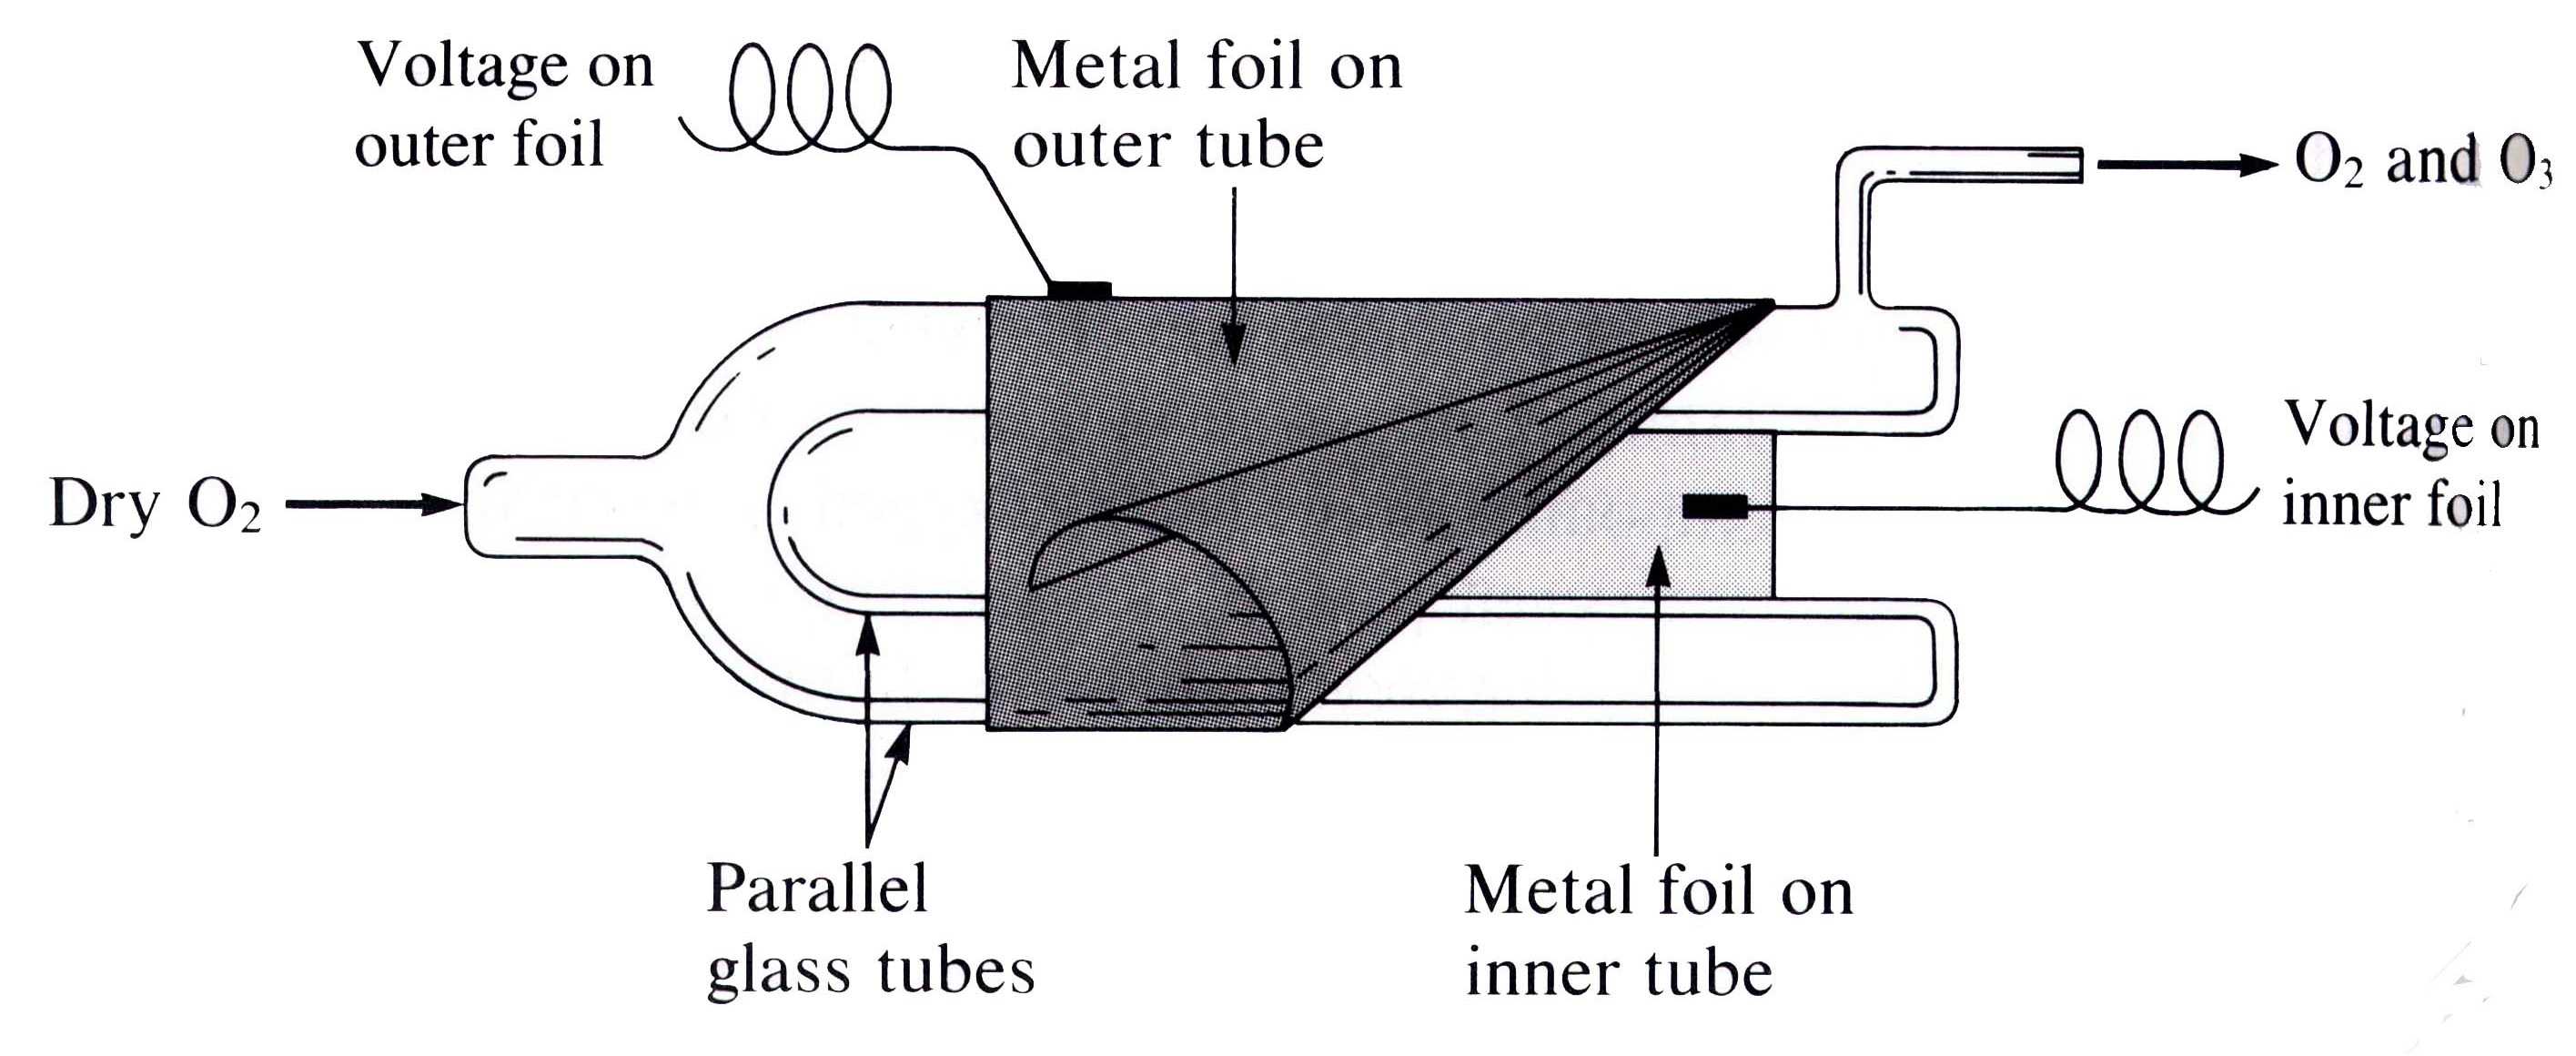 Voltage on
outer foil
Metal foil on
outer tube
O₂ and O₃
Dry O₂
Voltage on
inner foil
Parallel
glass tubes
Metal foil on
inner tube